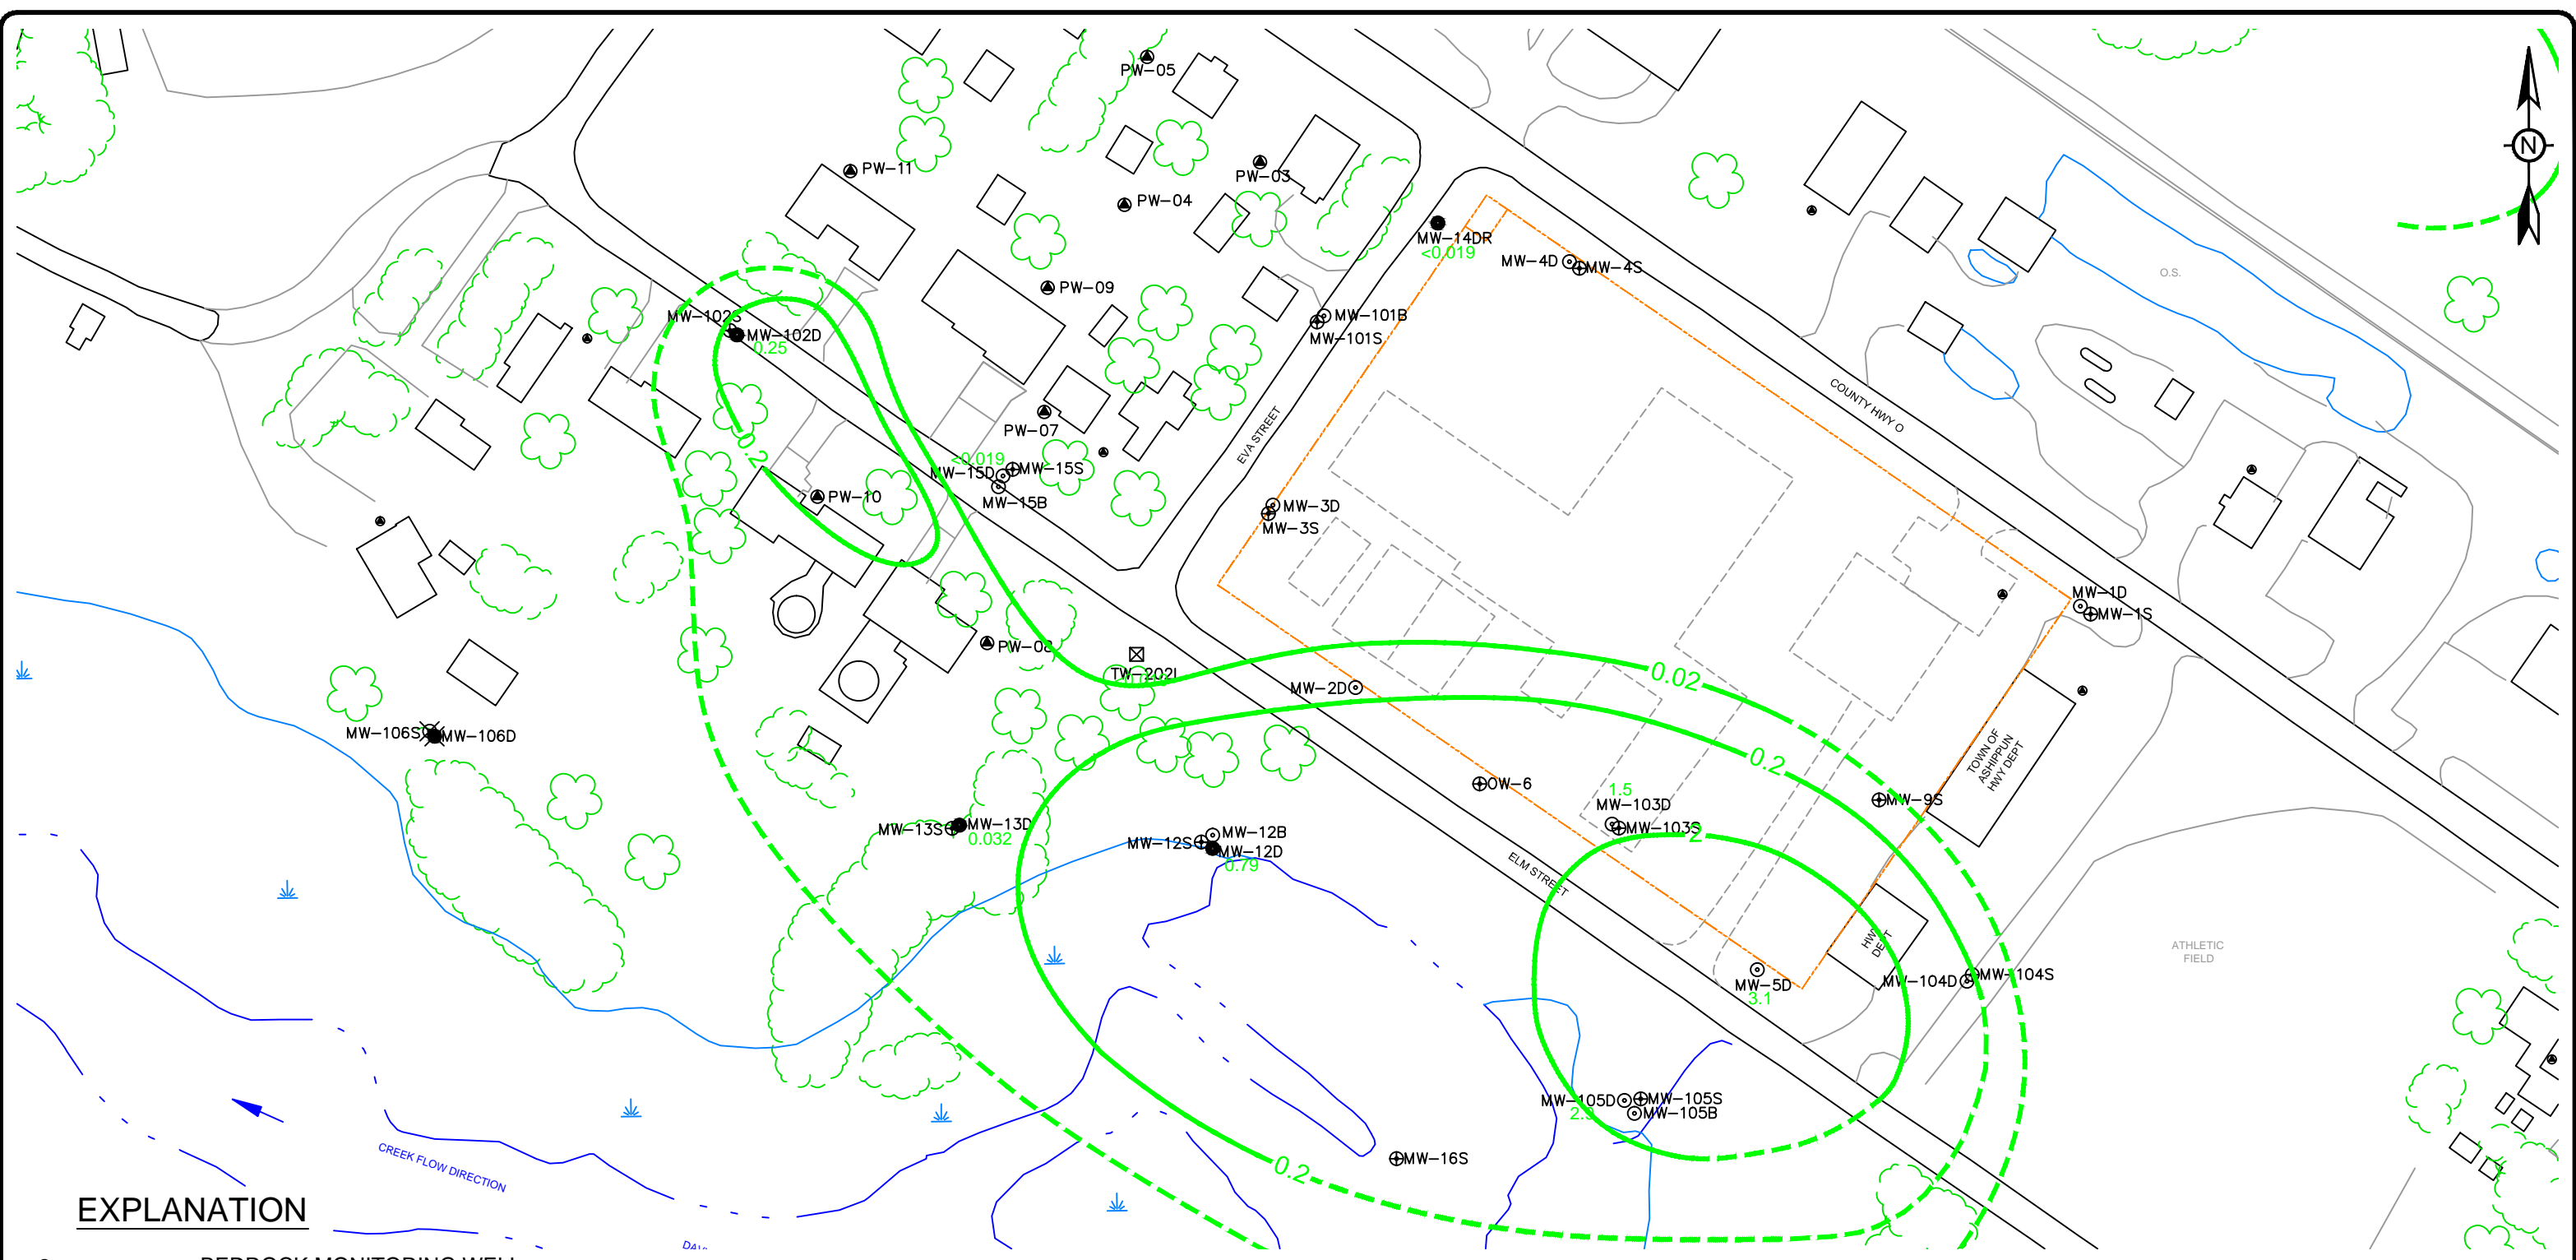 PW-05
N
PW-11
PW-03
PW-04
MW-14DR
<0.019
MW-4D
MW-4S
O.S.
PW-09
MW-102S
MW-102D
0.25
MW-101B
MW-101S
COUNTY HWY O
PW-07
EVA STREET
0.2
<0.019
MW-15D
MW-15S
MW-15B
PW-10
MW-3D
MW-3S
MW-1D
MW-1S
PW-08
TW-202I
MW-2D
0.02
MW-106S
MW-106D
0.2
TOWN OF
ASHIPPUN
HWY DEPT
OW-6
1.5
MW-103D
MW-103S
2
MW-9S
MW-13S
MW-13D
0.032
MW-12B
MW-12S
MW-12D
0.79
ELM STREET
HWY
DEPT
ATHLETIC
FIELD
MW-5D
3.1
MW-104D
MW-104S
MW-105D
MW-105S
MW-105B
MW-16S
0.2
CREEK FLOW DIRECTION
EXPLANATION
BEDROCK MONITORING WELL